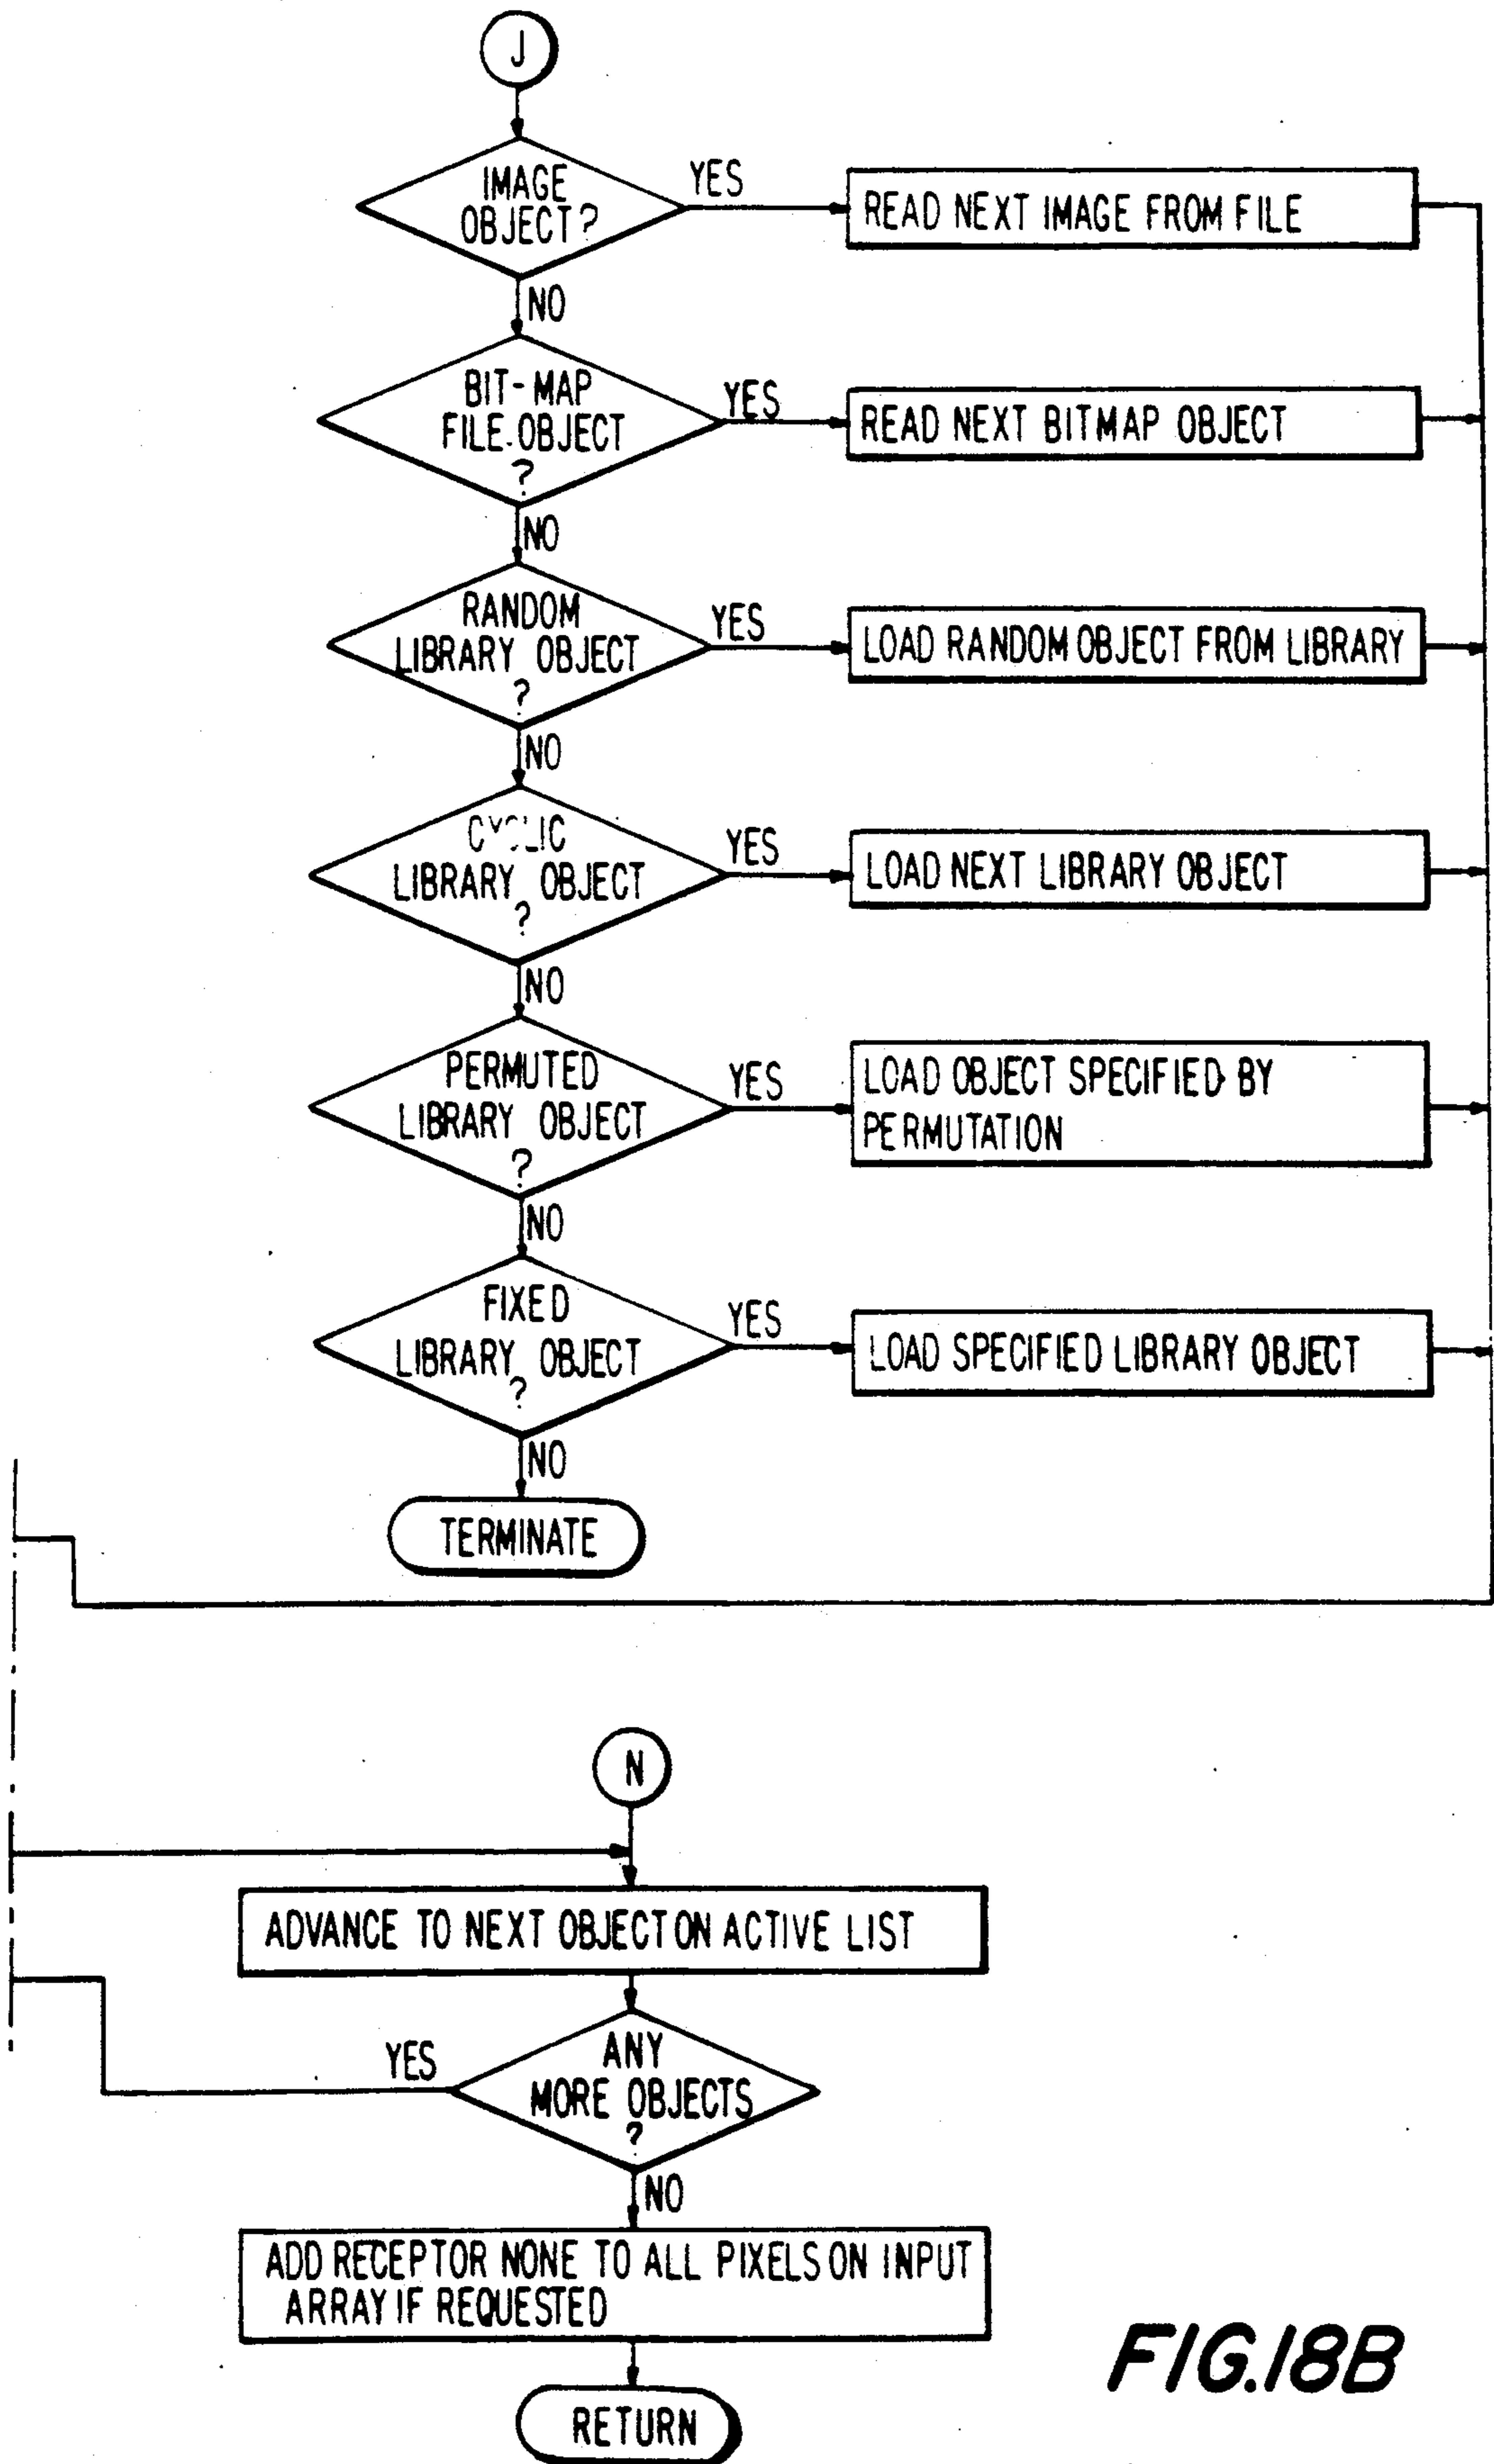 J
IMAGE
OBJECT?
YES
READ NEXT IMAGE FROM FILE
NO
BIT-MAP
FILE OBJECT
?
YES
READ NEXT BITMAP OBJECT
NO
RANDOM
LIBRARY OBJECT
?
YES
LOAD RANDOM OBJECT FROM LIBRARY
NO
CYCLIC
LIBRARY OBJECT
?
YES
LOAD NEXT LIBRARY OBJECT
NO
PERMUTED
LIBRARY OBJECT
?
YES
LOAD OBJECT SPECIFIED BY
PERMUTATION
NO
FIXED
LIBRARY OBJECT
?
YES
LOAD SPECIFIED LIBRARY OBJECT
NO
TERMINATE
N
ADVANCE TO NEXT OBJECT ON ACTIVE LIST
ANY
MORE OBJECTS
?
YES
NO
ADD RECEPTOR NONE TO ALL PIXELS ON INPUT
ARRAY IF REQUESTED
RETURN
FIG.18B